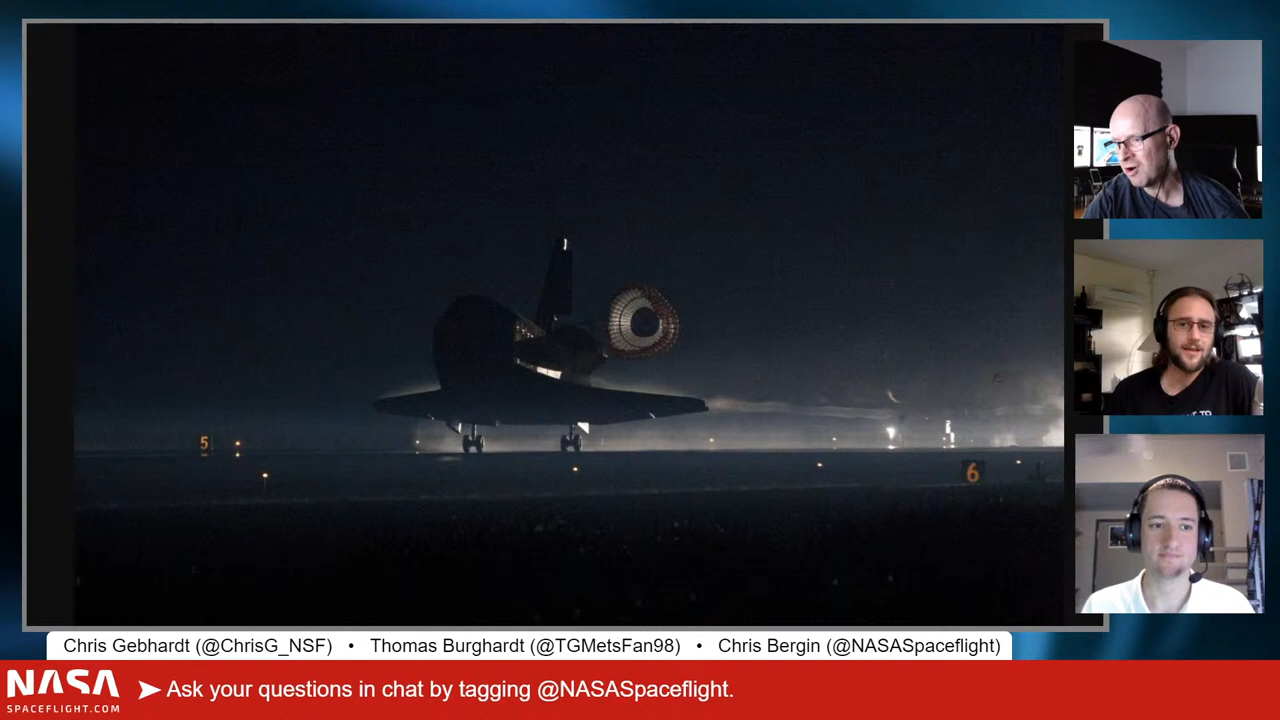 5
6
Chris Gebhardt (@ChrisG_NSF) • Thomas Burghardt (@TGMetsFan98) • Chris Bergin (@NASASpaceflight)
NASA
SPACEFLIGHT.COM
Ask your questions in chat by tagging @NASASpaceflight.